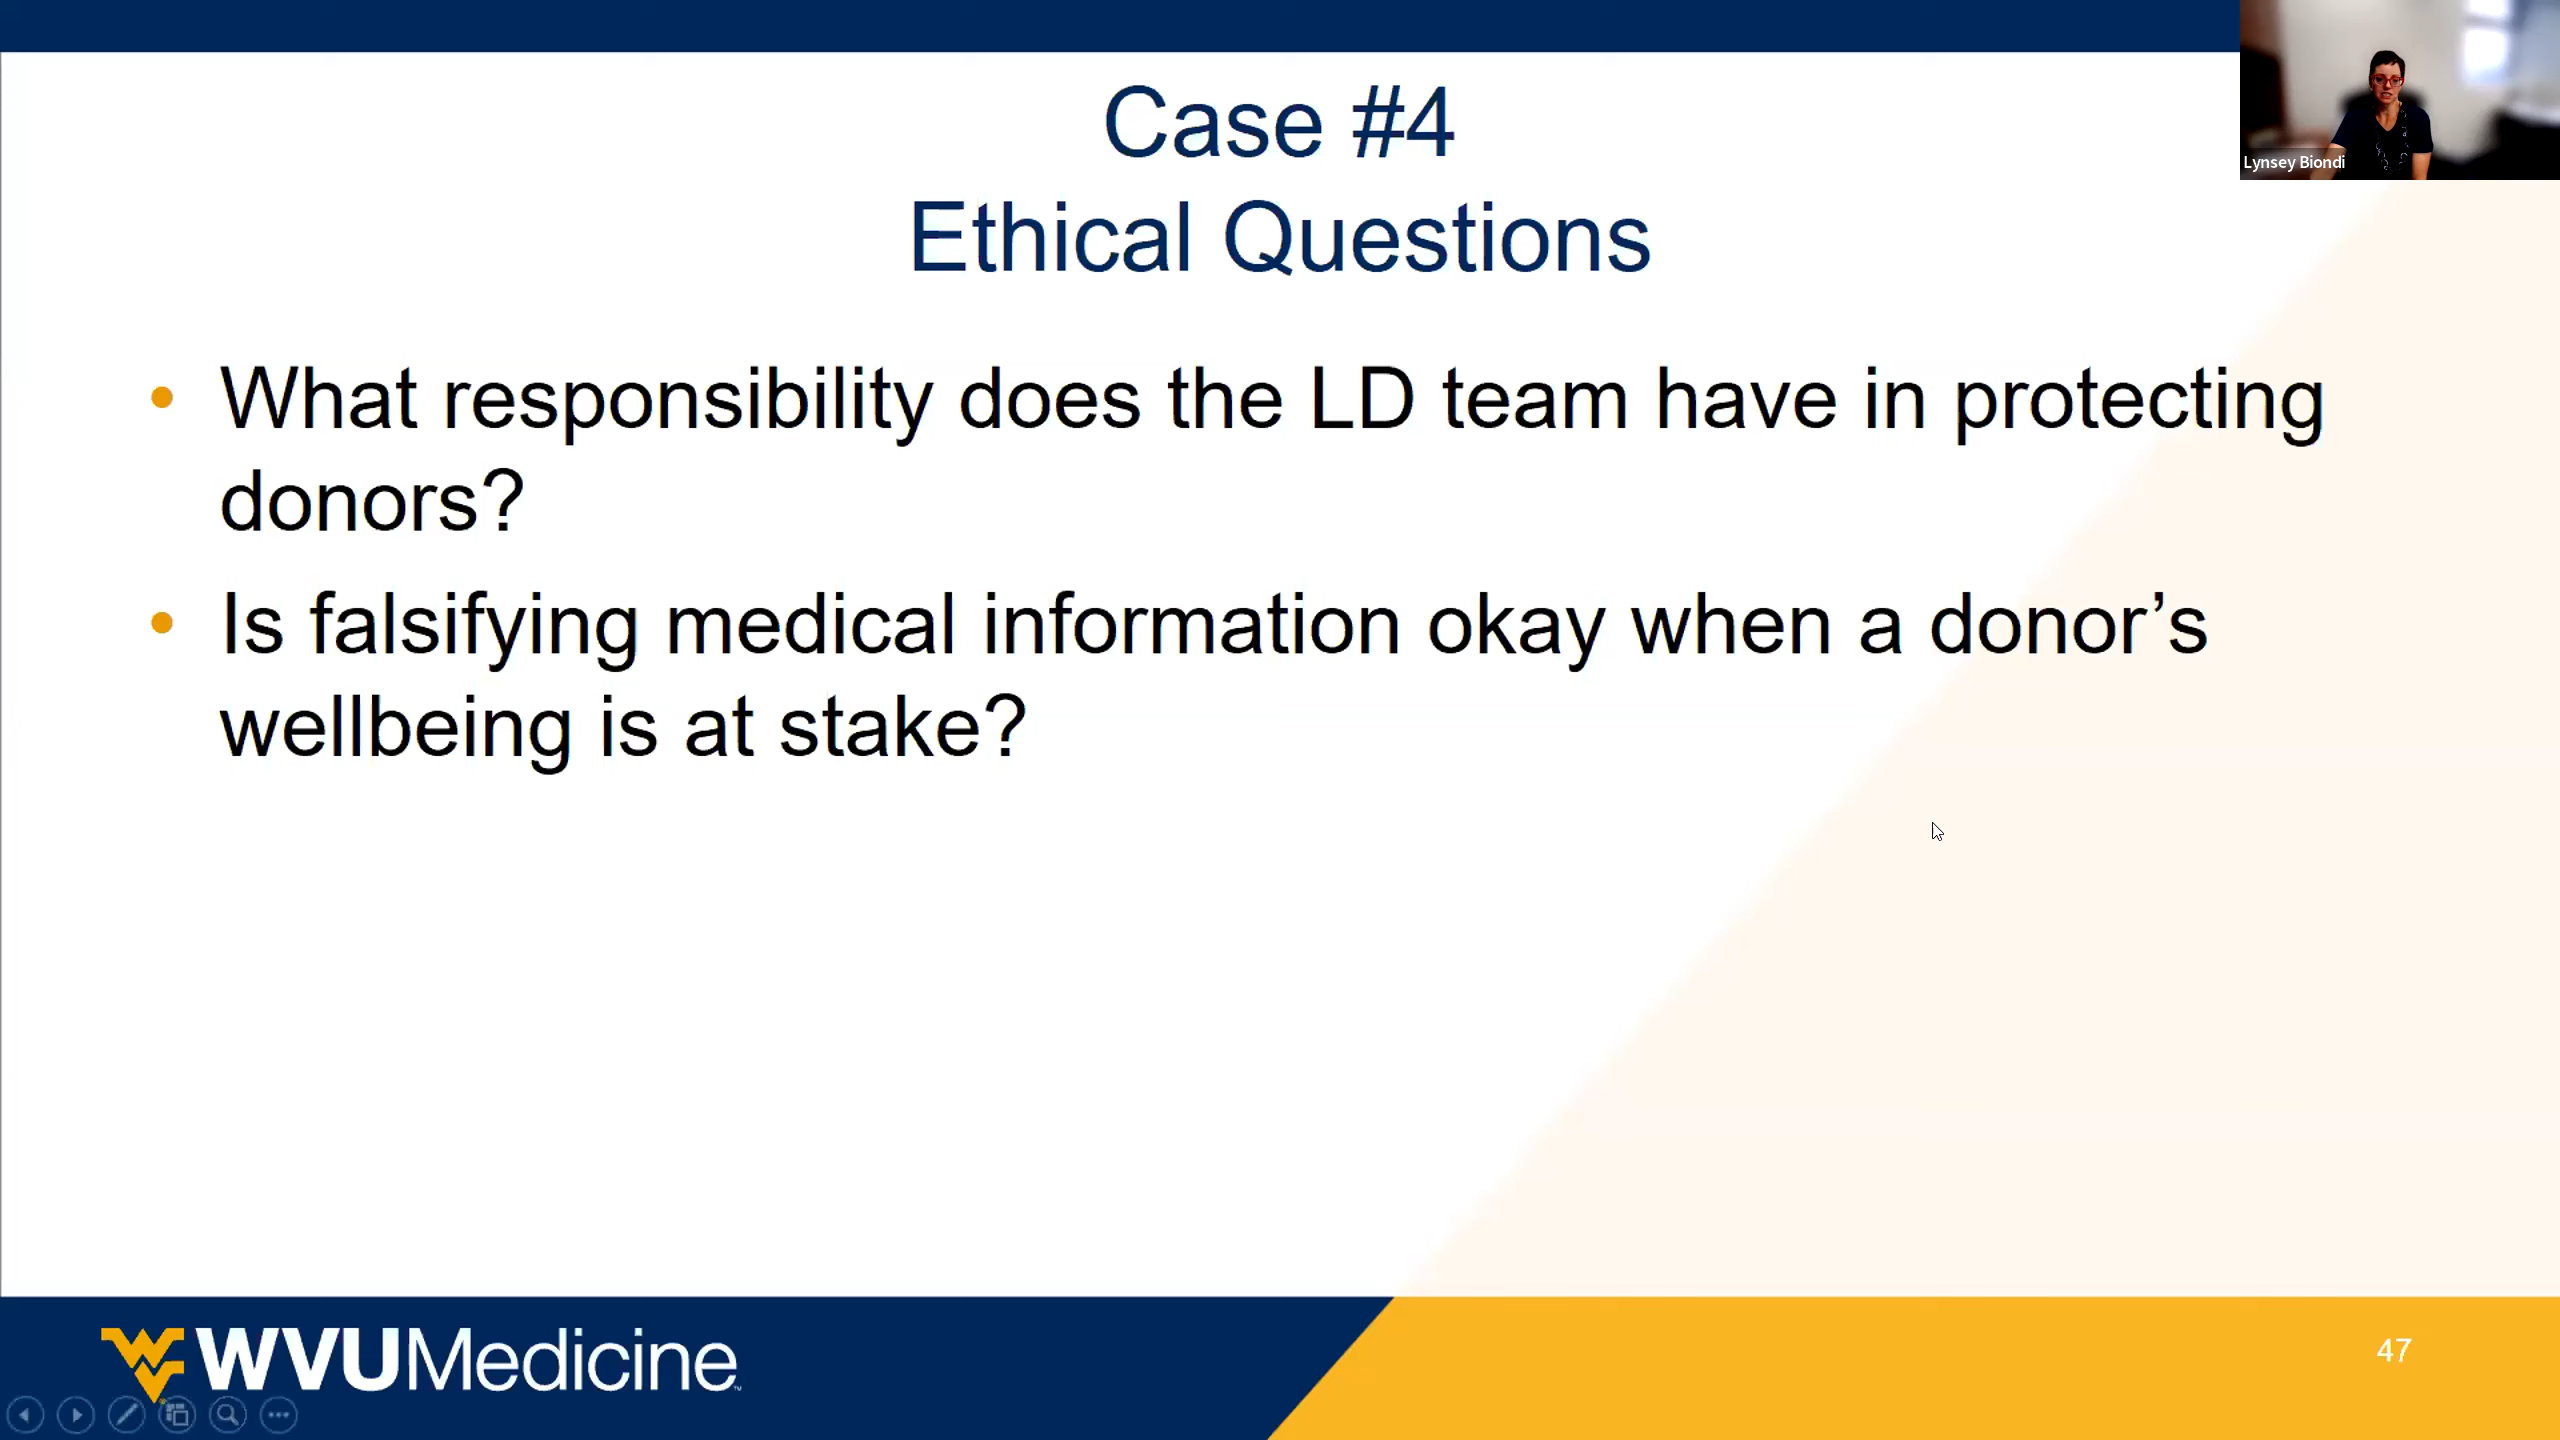 Case #4
Ethical Questions
Lynsey Biondi
• What responsibility does the LD team have in protecting
donors?
• Is falsifying medical information okay when a donor’s
wellbeing is at stake?
WVUMedicine™
47